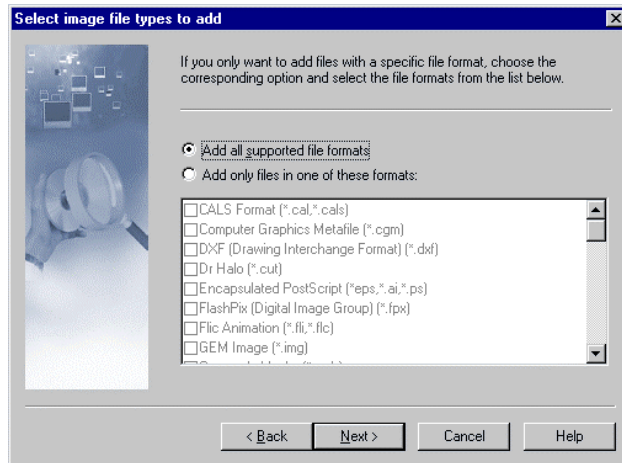 Select image file types to add
If you only want to add files with a specific file format, choose the
corresponding option and select the file formats from the list below.
Add all supported file formats
Add only files in one of these formats:
CALS Format (*.cal,*.cals)
Computer Graphics Metafile (*.cgm)
DXF (Drawing Interchange Format) (*.dxf)
Dr Halo (*.cut)
Encapsulated PostScript (*eps,*.ai,*.ps)
FlashPix (Digital Image Group) (*.fpx)
Flic Animation (*.fli,*.flc)
GEM Image (*.img)
< Back
Next >
Cancel
Help